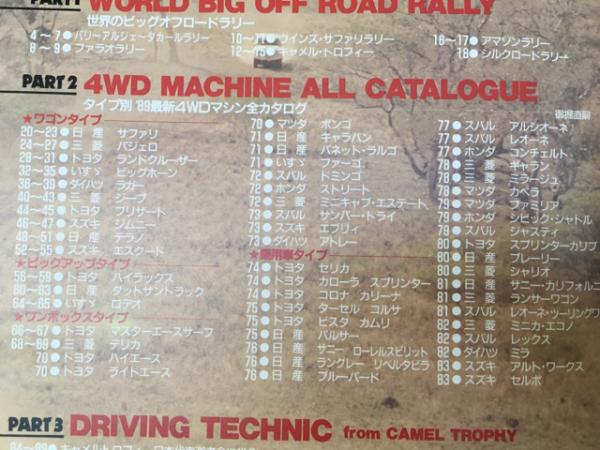 PART1 WORLD BIG OFF ROAD RALLY
世界のビッグオフロードラリー
4〜7●パリ〜アルジェ〜ダカールラリー
8〜9●ファラオラリー
10〜11●ウインズ・サファリラリー
12〜15●キャメル・トロフィー
16〜17●アマゾンラリー
18●シルクロードラリー
PART2 4WD MACHINE ALL CATALOGUE
タイプ別 '89最新4WDマシン全カタログ
御堀直嗣
★ワゴンタイプ
20〜23●日産 サファリ
24〜27●三菱 パジェロ
28〜31●トヨタ ランドクルーザー
32〜35●いすゞ ビッグホーン
36〜39●ダイハツ ラガー
40〜43●三菱 ジープ
44〜45●トヨタ ブリザード
46〜47●スズキ ジムニー
48〜51●日産 テラノ
52〜55●スズキ エスクード
★ピックアップタイプ
56〜59●トヨタ ハイラックス
60〜63●日産 ダットサントラック
64〜65●いすゞ ロデオ
★ワンボックスタイプ
66〜67●トヨタ マスターエースサーフ
68〜69●三菱 デリカ
70●トヨタ ハイエース
70●トヨタ ライトエース
70●マツダ ボンゴ
71●日産 キャラバン
71●日産 バネット・ラルゴ
71●いすゞ ファーゴ
72●スバル ドミンゴ
72●ホンダ ストリート
72●三菱 ミニキャブ・エステート
73●スバル サンバー・トライ
73●スズキ エブリィ
73●ダイハツ アトレー
★乗用車タイプ
74●トヨタ セリカ
74●トヨタ カローラ スプリンター
74●トヨタ コロナ カリーナ
75●トヨタ ターセル コルサ
75●トヨタ ビスタ カムリ
75●日産 パルサー
76●日産 サニー ローレルスピリット
76●日産 ラングレー リベルタビラ
76●日産 ブルーバード
77●スバル アルシオーネ
77●スバル レオーネ
77●ホンダ コンチェルト
78●三菱 ギャラン
78●三菱 ミラージュ
78●マツダ カペラ
79●マツダ ファミリア
79●ホンダ シビック・シャトル
79●スバル ジャスティ
80●トヨタ スプリンターカリブ
80●日産 プレーリー
80●三菱 シャリオ
81●日産 サニー・カリフォルニ
81●三菱 ランサーワゴン
81●スバル レオーネ・ツーリングワ
82●三菱 ミニカ・エコノ
82●スバル レックス
82●ダイハツ ミラ
83●スズキ アルト・ワークス
83●スズキ セルボ
PART3 DRIVING TECHNIC from CAMEL TROPHY